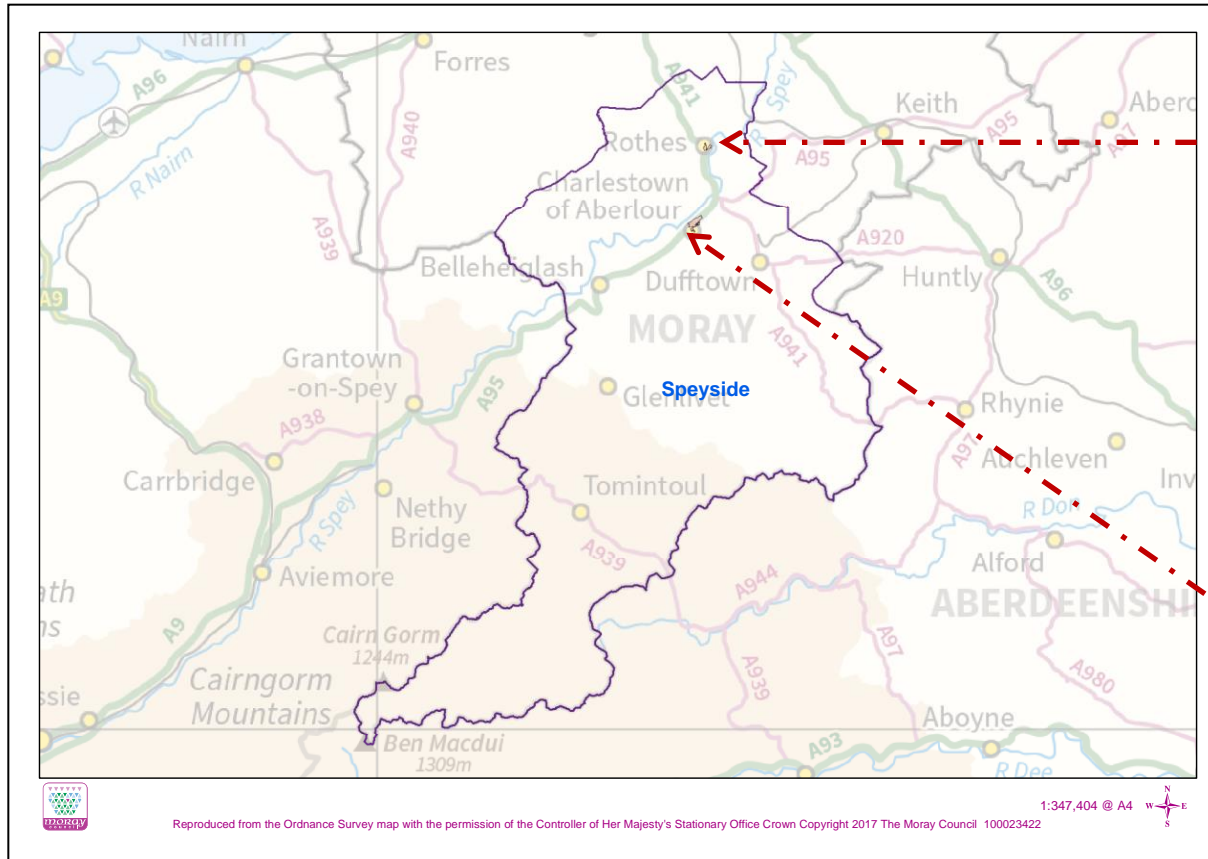 Nairn
Forres
A96
A941
Spey
R
Keith
Aberc
A95
A97
A940
Rothes
A95
R Nairn
Charlestown
of Aberlour
A939
A920
Belleheiglash
Dufftown
Huntly
A9
MORAY
A96
Grantown
-on-Spey
A941
A95
Speyside
Glenlivet
Rhynie
A938
A97
Auchleven
Carrbridge
Tomintoul
Inv
Nethy
Bridge
R Spey
R Don
A939
Alford
Aviemore
A944
ath
ns
ABERDEENSHI
A9
Cairn Gorm
1244m
A97
A939
A980
Cairngorm
Mountains
ssie
Aboyne
Ben Macdui
1309m
A93
R Dee
moray
COUNCIL
1:347,404 @ A4
N
W
E
S
Reproduced from the Ordnance Survey map with the permission of the Controller of Her Majesty's Stationary Office Crown Copyright 2017 The Moray Council 100023422